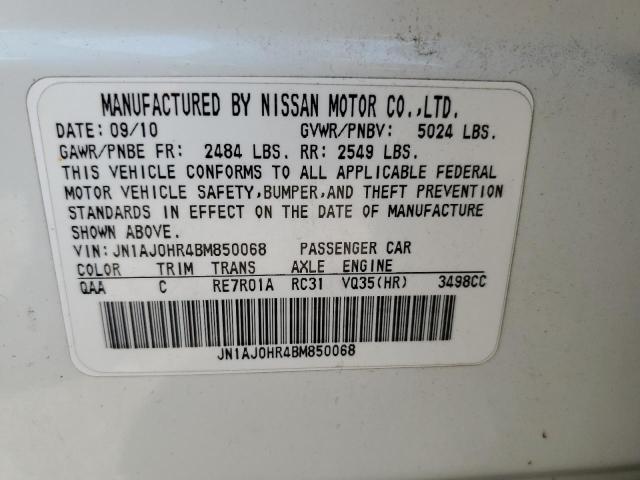 MANUFACTURED BY NISSAN MOTOR CO.,LTD.
DATE: 09/10 GVWR/PNBV: 5024 LBS.
GAWR/PNBE FR: 2484 LBS. RR: 2549 LBS.
THIS VEHICLE CONFORMS TO ALL APPLICABLE FEDERAL
MOTOR VEHICLE SAFETY,BUMPER,AND THEFT PREVENTION
STANDARDS IN EFFECT ON THE DATE OF MANUFACTURE
SHOWN ABOVE.
VIN:JN1AJ0HR4BM850068 PASSENGER CAR
COLOR TRIM TRANS AXLE ENGINE
QAA C RE7R01A RC31 VQ35(HR) 3498CC
JN1AJ0HR4BM850068